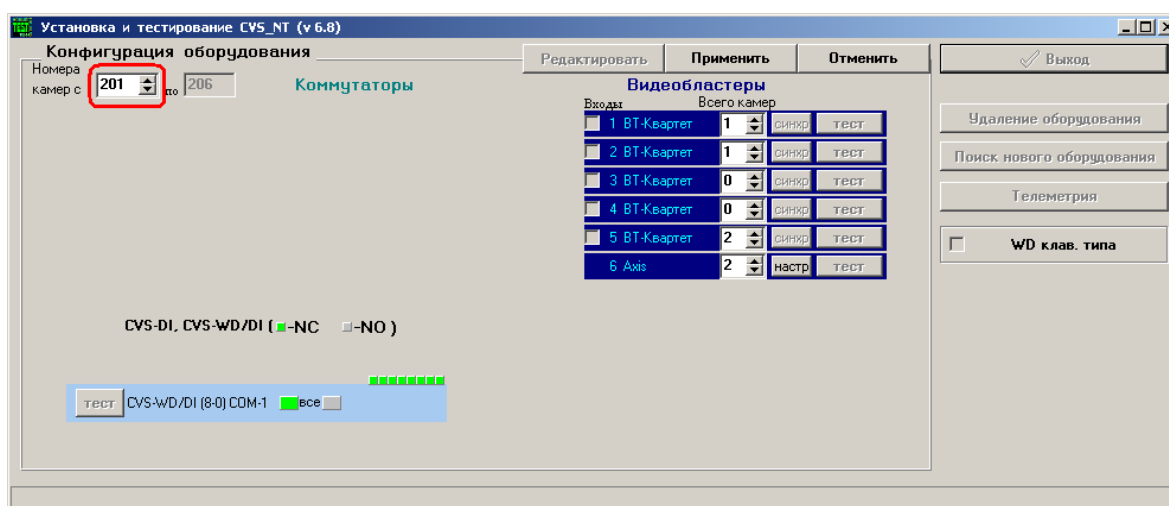 TEST Установка и тестирование CVS_NT (v 6.8)
Конфигурация оборудования
Редактировать Применить Отменить Выход
Номера
камер с 201 по 206
Коммутаторы
Видеобластеры
Входы Всего камер
1 ВТ-Квартет 1 синхр тест
2 ВТ-Квартет 1 синхр тест
3 ВТ-Квартет 0 синхр тест
4 ВТ-Квартет 0 синхр тест
5 ВТ-Квартет 2 синхр тест
6 Axis 2 настр тест
Удаление оборудования
Поиск нового оборудования
Телеметрия
WD клав. типа
CVS-DI, CVS-WD/DI ( -NC -NO )
тест CVS-WD/DI (8-0) COM-1 все